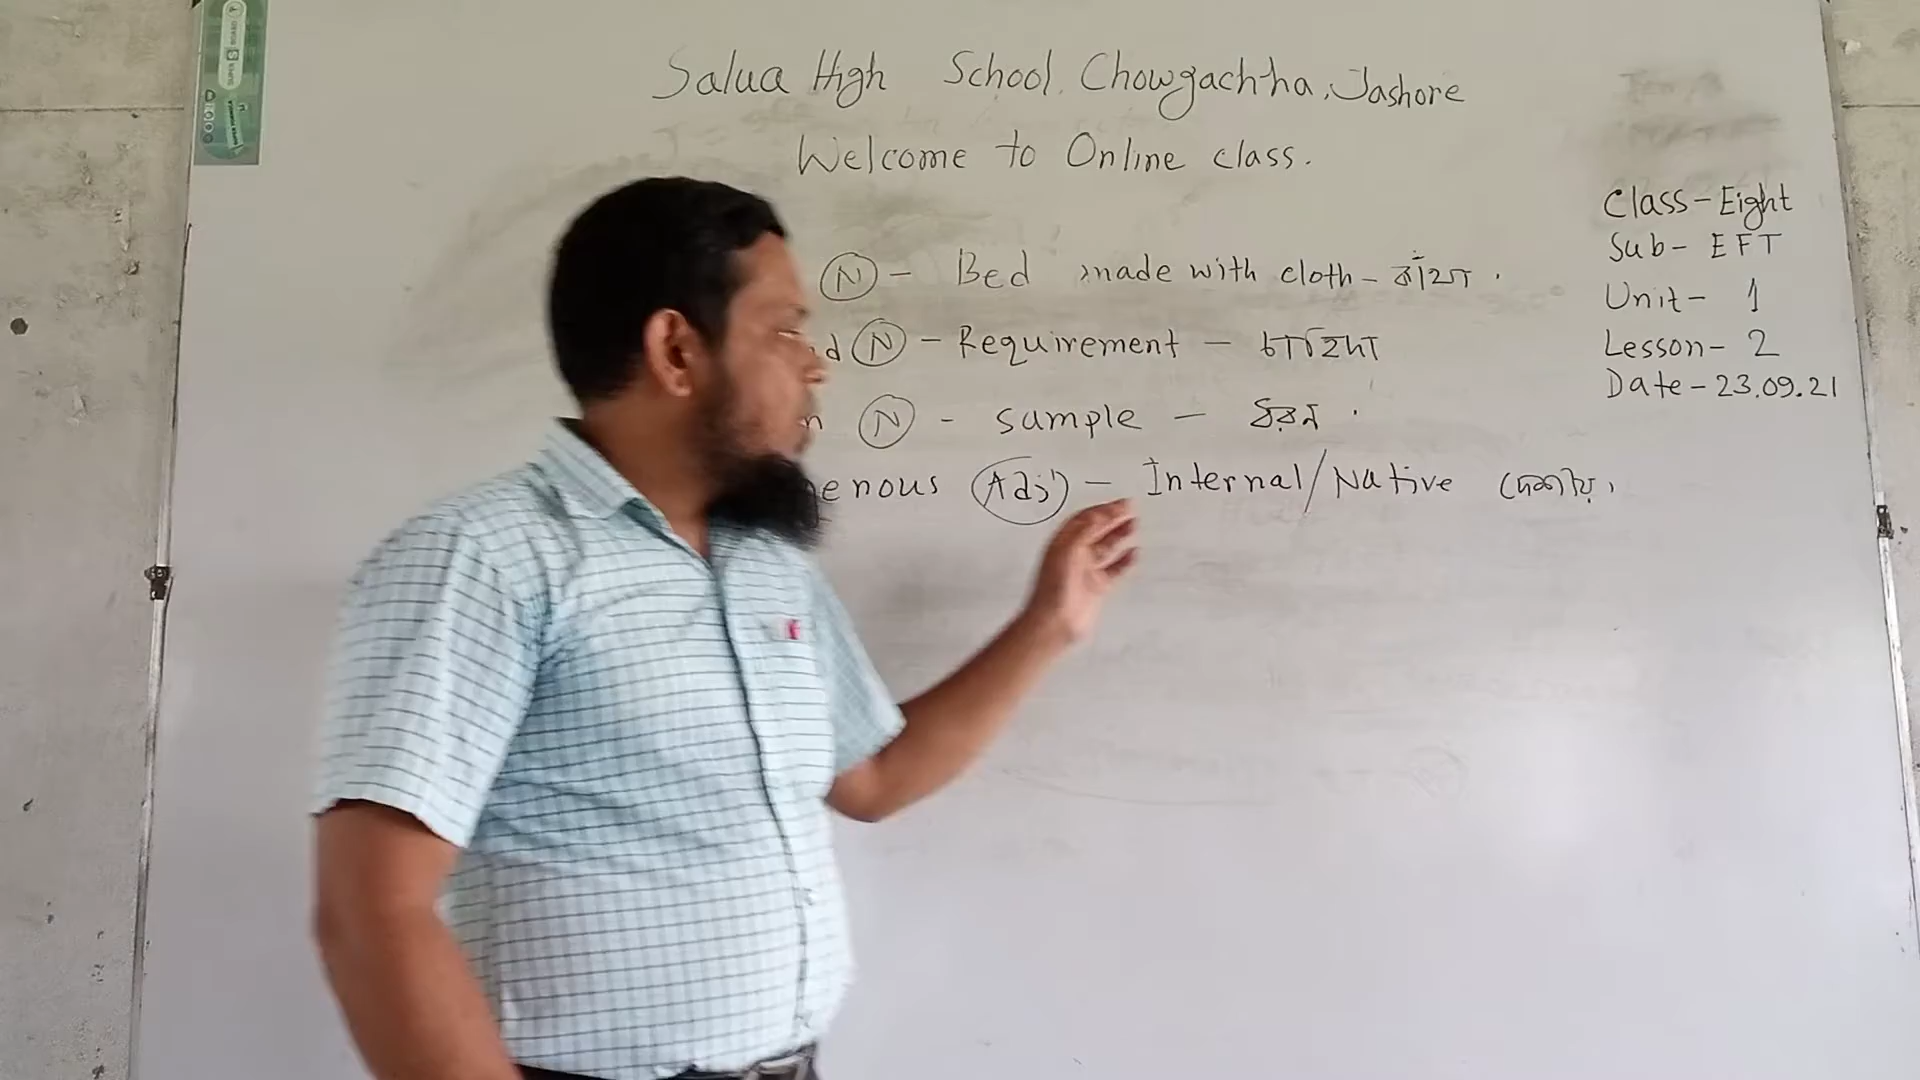 Salua High School, Chowgachha, Jashore
Welcome to Online class.
(N) - Bed made with cloth - কাঁথা .
d (N) - Requirement - চাহিদা
n (N) - sample - ধরন .
enous (Adj) - Internal/Native দেশীয়।
Class - Eight
Sub - EFT
Unit - 1
Lesson - 2
Date - 23.09.21